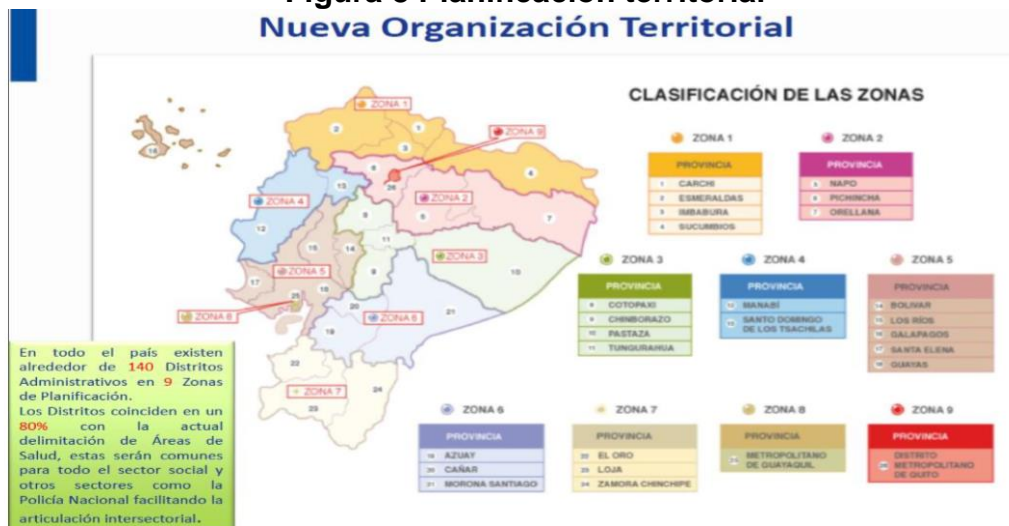 Figura 3 Planificación territorial
Nueva Organización Territorial
CLASIFICACIÓN DE LAS ZONAS
ZONA 1
PROVINCIA
1 CARCHI
2 ESMERALDAS
3 IMBABURA
4 SUCUMBIOS
ZONA 2
PROVINCIA
5 NAPO
6 PICHINCHA
7 ORELLANA
ZONA 3
PROVINCIA
8 COTOPAXI
9 CHINBORAZO
10 PASTAZA
11 TUNGURAHUA
ZONA 4
PROVINCIA
12 MANABÍ
13 SANTO DOMINGO
DE LOS TSACHILAS
ZONA 5
PROVINCIA
14 BOLIVAR
15 LOS RÍOS
16 GALAPAGOS
17 SANTA ELENA
18 GUAYAS
ZONA 6
PROVINCIA
19 AZUAY
20 CAÑAR
21 MORONA SANTIAGO
ZONA 7
PROVINCIA
22 EL ORO
23 LOJA
24 ZAMORA CHINCHIPE
ZONA 8
PROVINCIA
METROPOLITANO
DE GUAYAQUIL
ZONA 9
PROVINCIA
DISTRITO
METROPOLITANO
DE QUITO
ZONA 1
ZONA 9
ZONA 2
ZONA 4
ZONA 3
ZONA 5
ZONA 8
ZONA 6
ZONA 7
En todo el país existen
alrededor de 140 Distritos
Administrativos en 9 Zonas
de Planificación.
Los Distritos coinciden en un
80% con la actual
delimitación de Áreas de
Salud, estas serán comunes
para todo el sector social y
otros sectores como la
Policía Nacional facilitando la
articulación intersectorial.